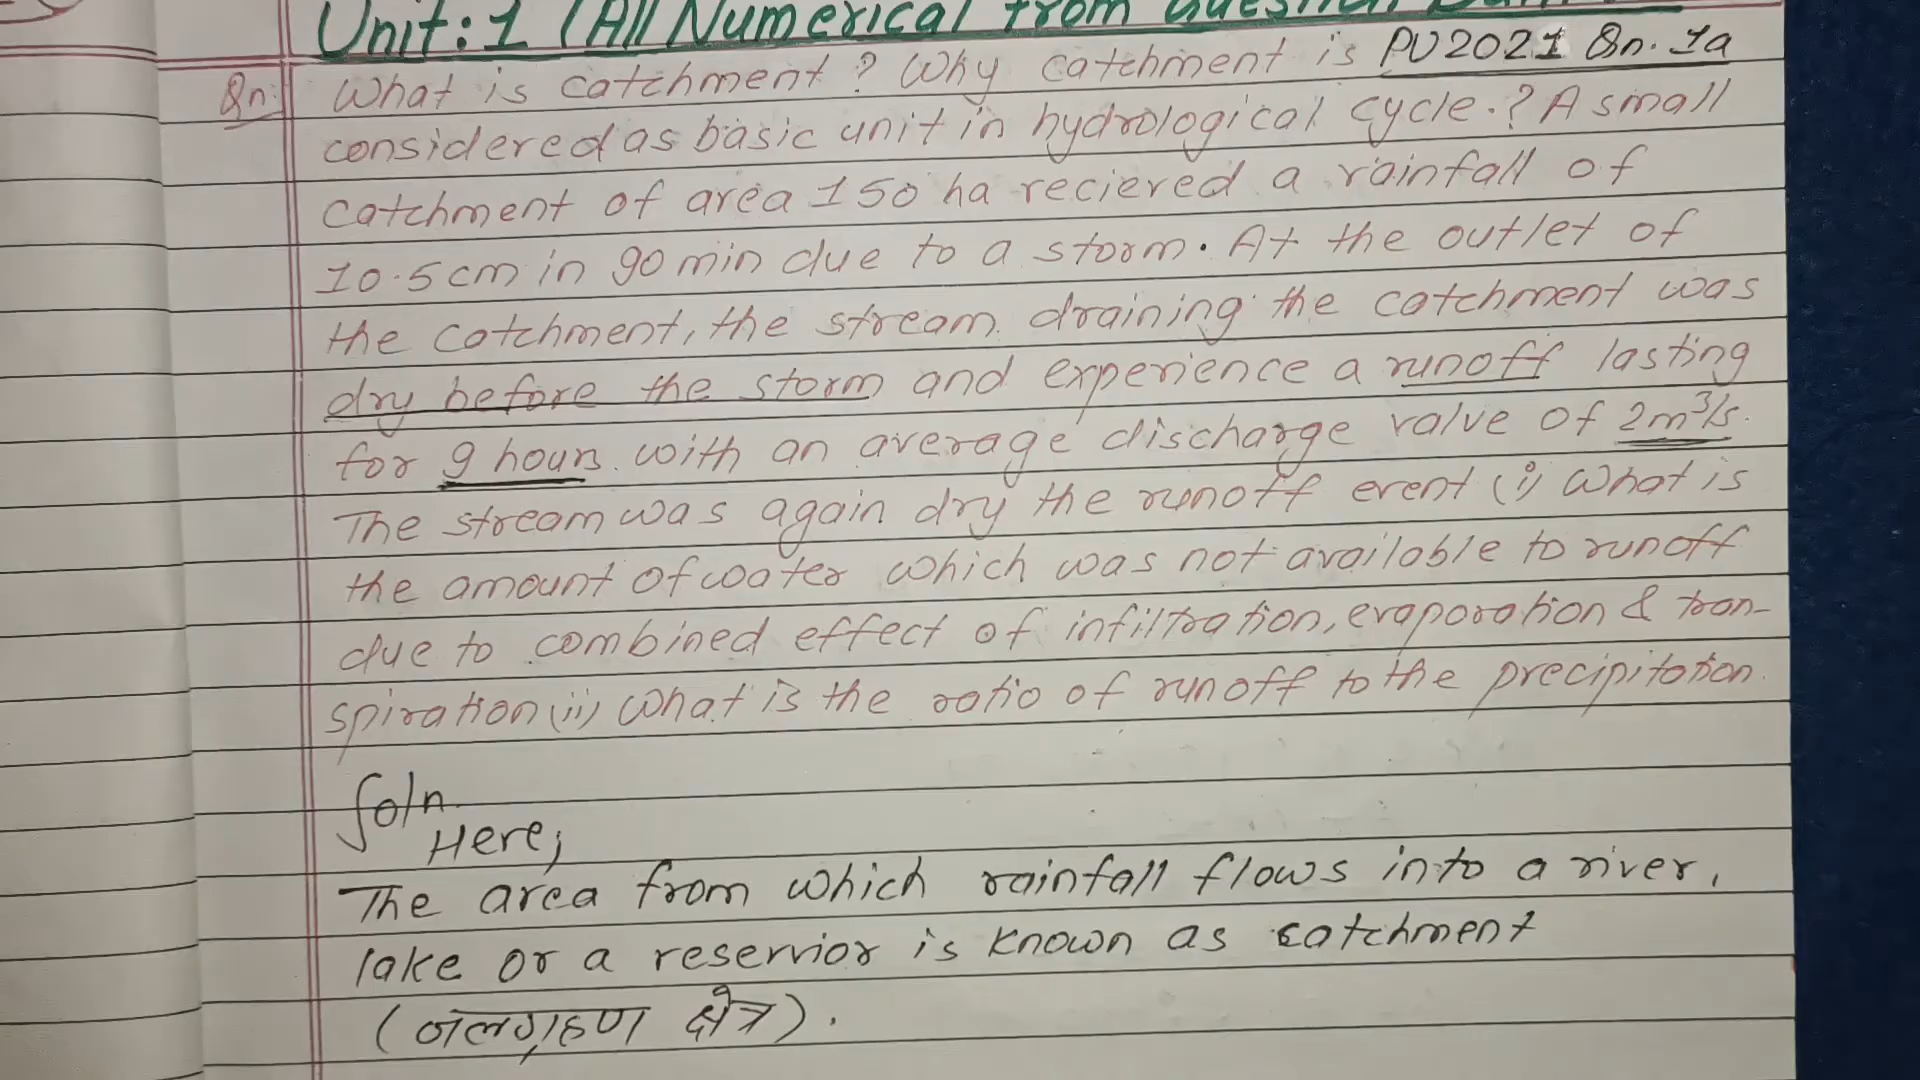 Unit:1 (All Numerical from
Qn: What is catchment? Why catchment is PU2021 Qn. 1a
considered as basic unit in hydrological cycle.? A small
catchment of area 150 ha reciered a rainfall of
10.5cm in 90 min due to a storm. At the outlet of
the catchment, the stream draining the catchment was
dry before the storm and experience a runoff lasting
for 9 hours with an average discharge value of 2m³/s.
The stream was again dry the runoff event (i) What is
the amount of water which was not available to runoff
due to combined effect of infiltration, evaporation & tran-
spiration (ii) What is the ratio of runoff to the precipitation.
Soln.
Here;
The area from which rainfall flows into a river,
lake or a reservior is known as catchment
(जलग्रहण क्षेत्र).